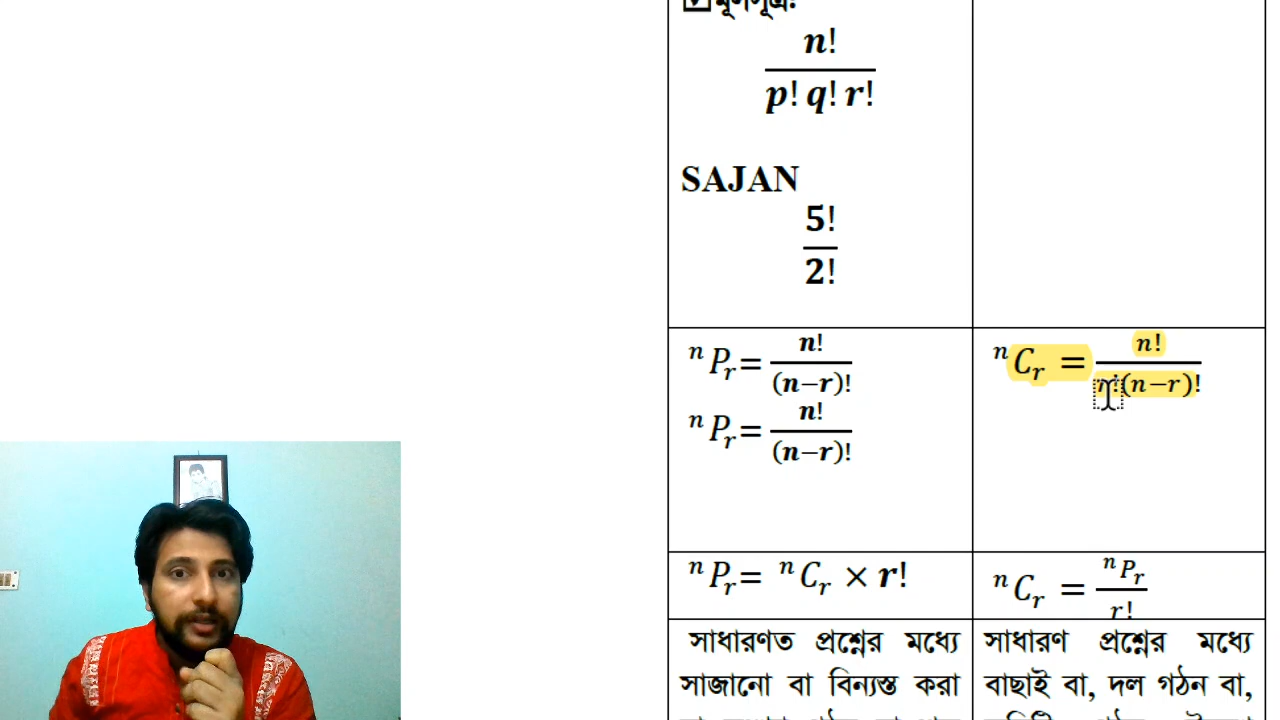 মূলসূত্র:
n!
p! q! r!
SAJAN
5!
2!
ⁿPᵣ= n!/(n−r)!
ⁿPᵣ= n!/(n−r)!
ⁿCᵣ = n!/r!(n−r)!
ⁿPᵣ= ⁿCᵣ × r!
ⁿCᵣ = ⁿPᵣ/r!
সাধারণত প্রশ্নের মধ্যে
সাজানো বা বিন্যস্ত করা
সাধারণ প্রশ্নের মধ্যে
বাছাই বা, দল গঠন বা,